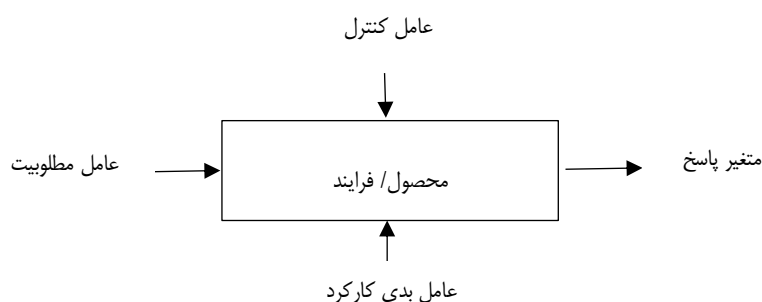 عامل کنترل
متغیر پاسخ
محصول/ فرایند
عامل مطلوبیت
عامل بدی کارکرد